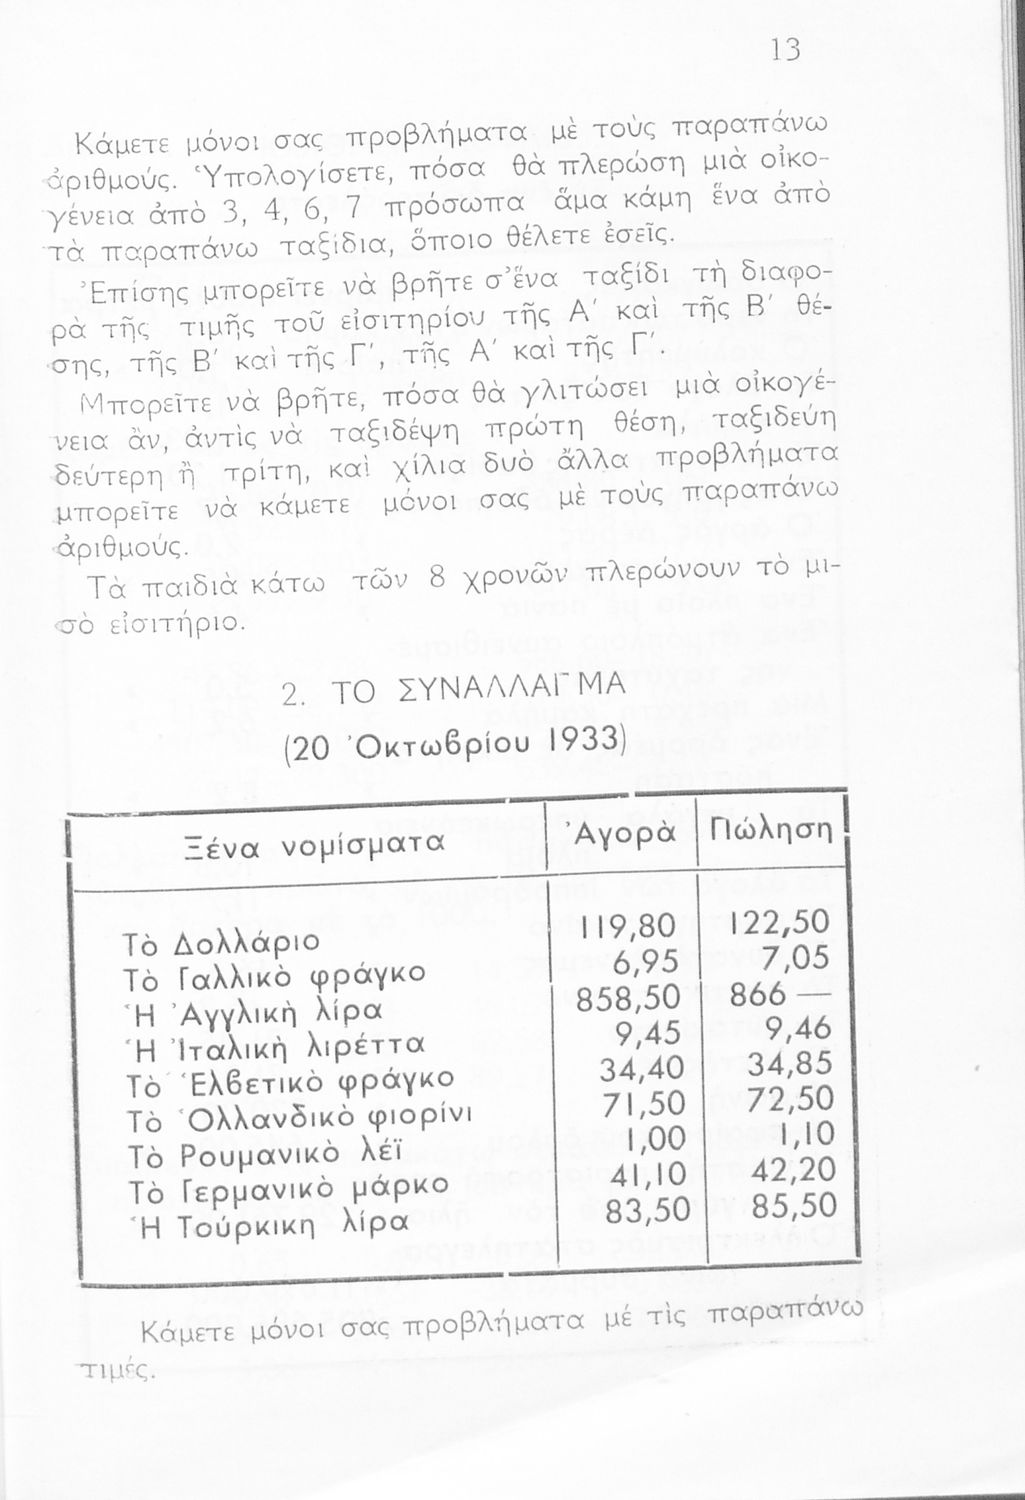 13
Κάμετε μόνοι σας προβλήματα μὲ τοὺς παραπάνω
ἀριθμούς. Ὑπολογίσετε, πόσα θὰ πλερώση μιὰ οἰκο-
γένεια ἀπὸ 3, 4, 6, 7 πρόσωπα ἅμα κάμη ἕνα ἀπὸ
τὰ παραπάνω ταξίδια, ὅποιο θέλετε ἐσεῖς.
Ἐπίσης μπορεῖτε νὰ βρῆτε σ’ἕνα ταξίδι τὴ διαφο-
ρὰ τῆς τιμῆς τοῦ εἰσιτηρίου τῆς Α′ καὶ τῆς Β′ θέ-
σης, τῆς Β′ καὶ τῆς Γ′, τῆς Α′ καὶ τῆς Γ′.
Μπορεῖτε νὰ βρῆτε, πόσα θὰ γλιτώσει μιὰ οἰκογέ-
νεια ἂν, ἀντὶς νὰ ταξιδέψη πρώτη θέση, ταξιδεύη
δεύτερη ἢ τρίτη, καὶ χίλια δυὸ ἄλλα προβλήματα
μπορεῖτε νὰ κάμετε μόνοι σας μὲ τοὺς παραπάνω
ἀριθμούς.
Τὰ παιδιὰ κάτω τῶν 8 χρονῶν πλερώνουν τὸ μι-
σὸ εἰσιτήριο.
2. ΤΟ ΣΥΝΑΛΛΑΓΜΑ
(20 Ὀκτωβρίου 1933)
Ξένα νομίσματα Ἀγορὰ Πώληση
Τὸ Δολλάριο 119,80 122,50
Τὸ Γαλλικὸ φράγκο 6,95 7,05
Ἡ Ἀγγλικὴ λίρα 858,50 866 —
Ἡ Ἰταλικὴ λιρέττα 9,45 9,46
Τὸ Ἑλβετικὸ φράγκο 34,40 34,85
Τὸ Ὁλλανδικὸ φιορίνι 71,50 72,50
Τὸ Ρουμανικὸ λέϊ 1,00 1,10
Τὸ Γερμανικὸ μάρκο 41,10 42,20
Ἡ Τούρκικη λίρα 83,50 85,50
Κάμετε μόνοι σας προβλήματα μέ τὶς παραπάνω
τιμές.